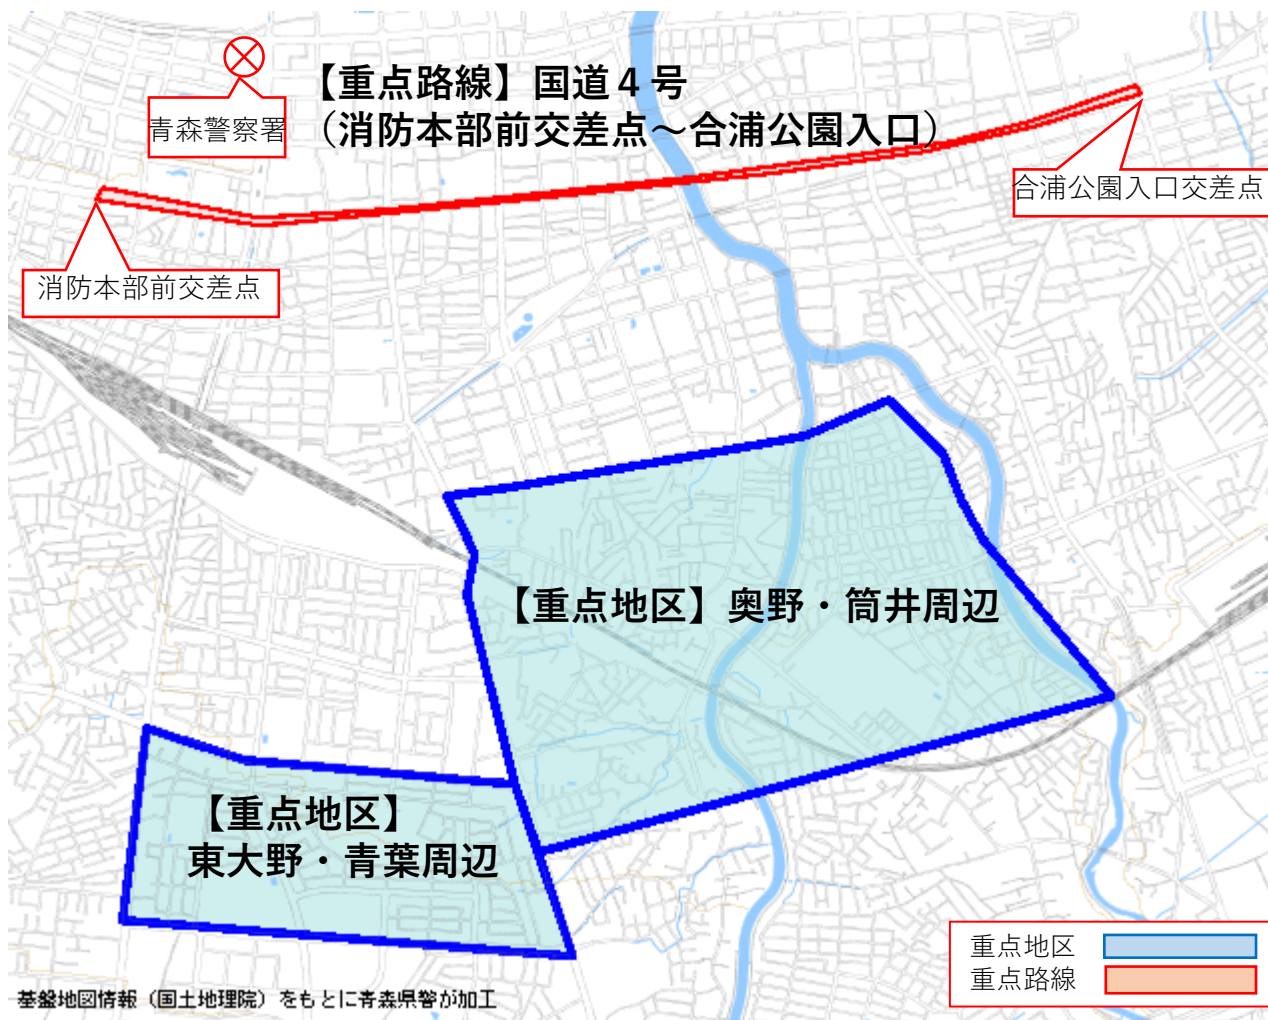 【重点路線】国道４号
（消防本部前交差点～合浦公園入口）
青森警察署
合浦公園入口交差点
消防本部前交差点
【重点地区】奥野・筒井周辺
【重点地区】
東大野・青葉周辺
重点地区
重点路線
基盤地図情報（国土地理院）をもとに青森県警が加工